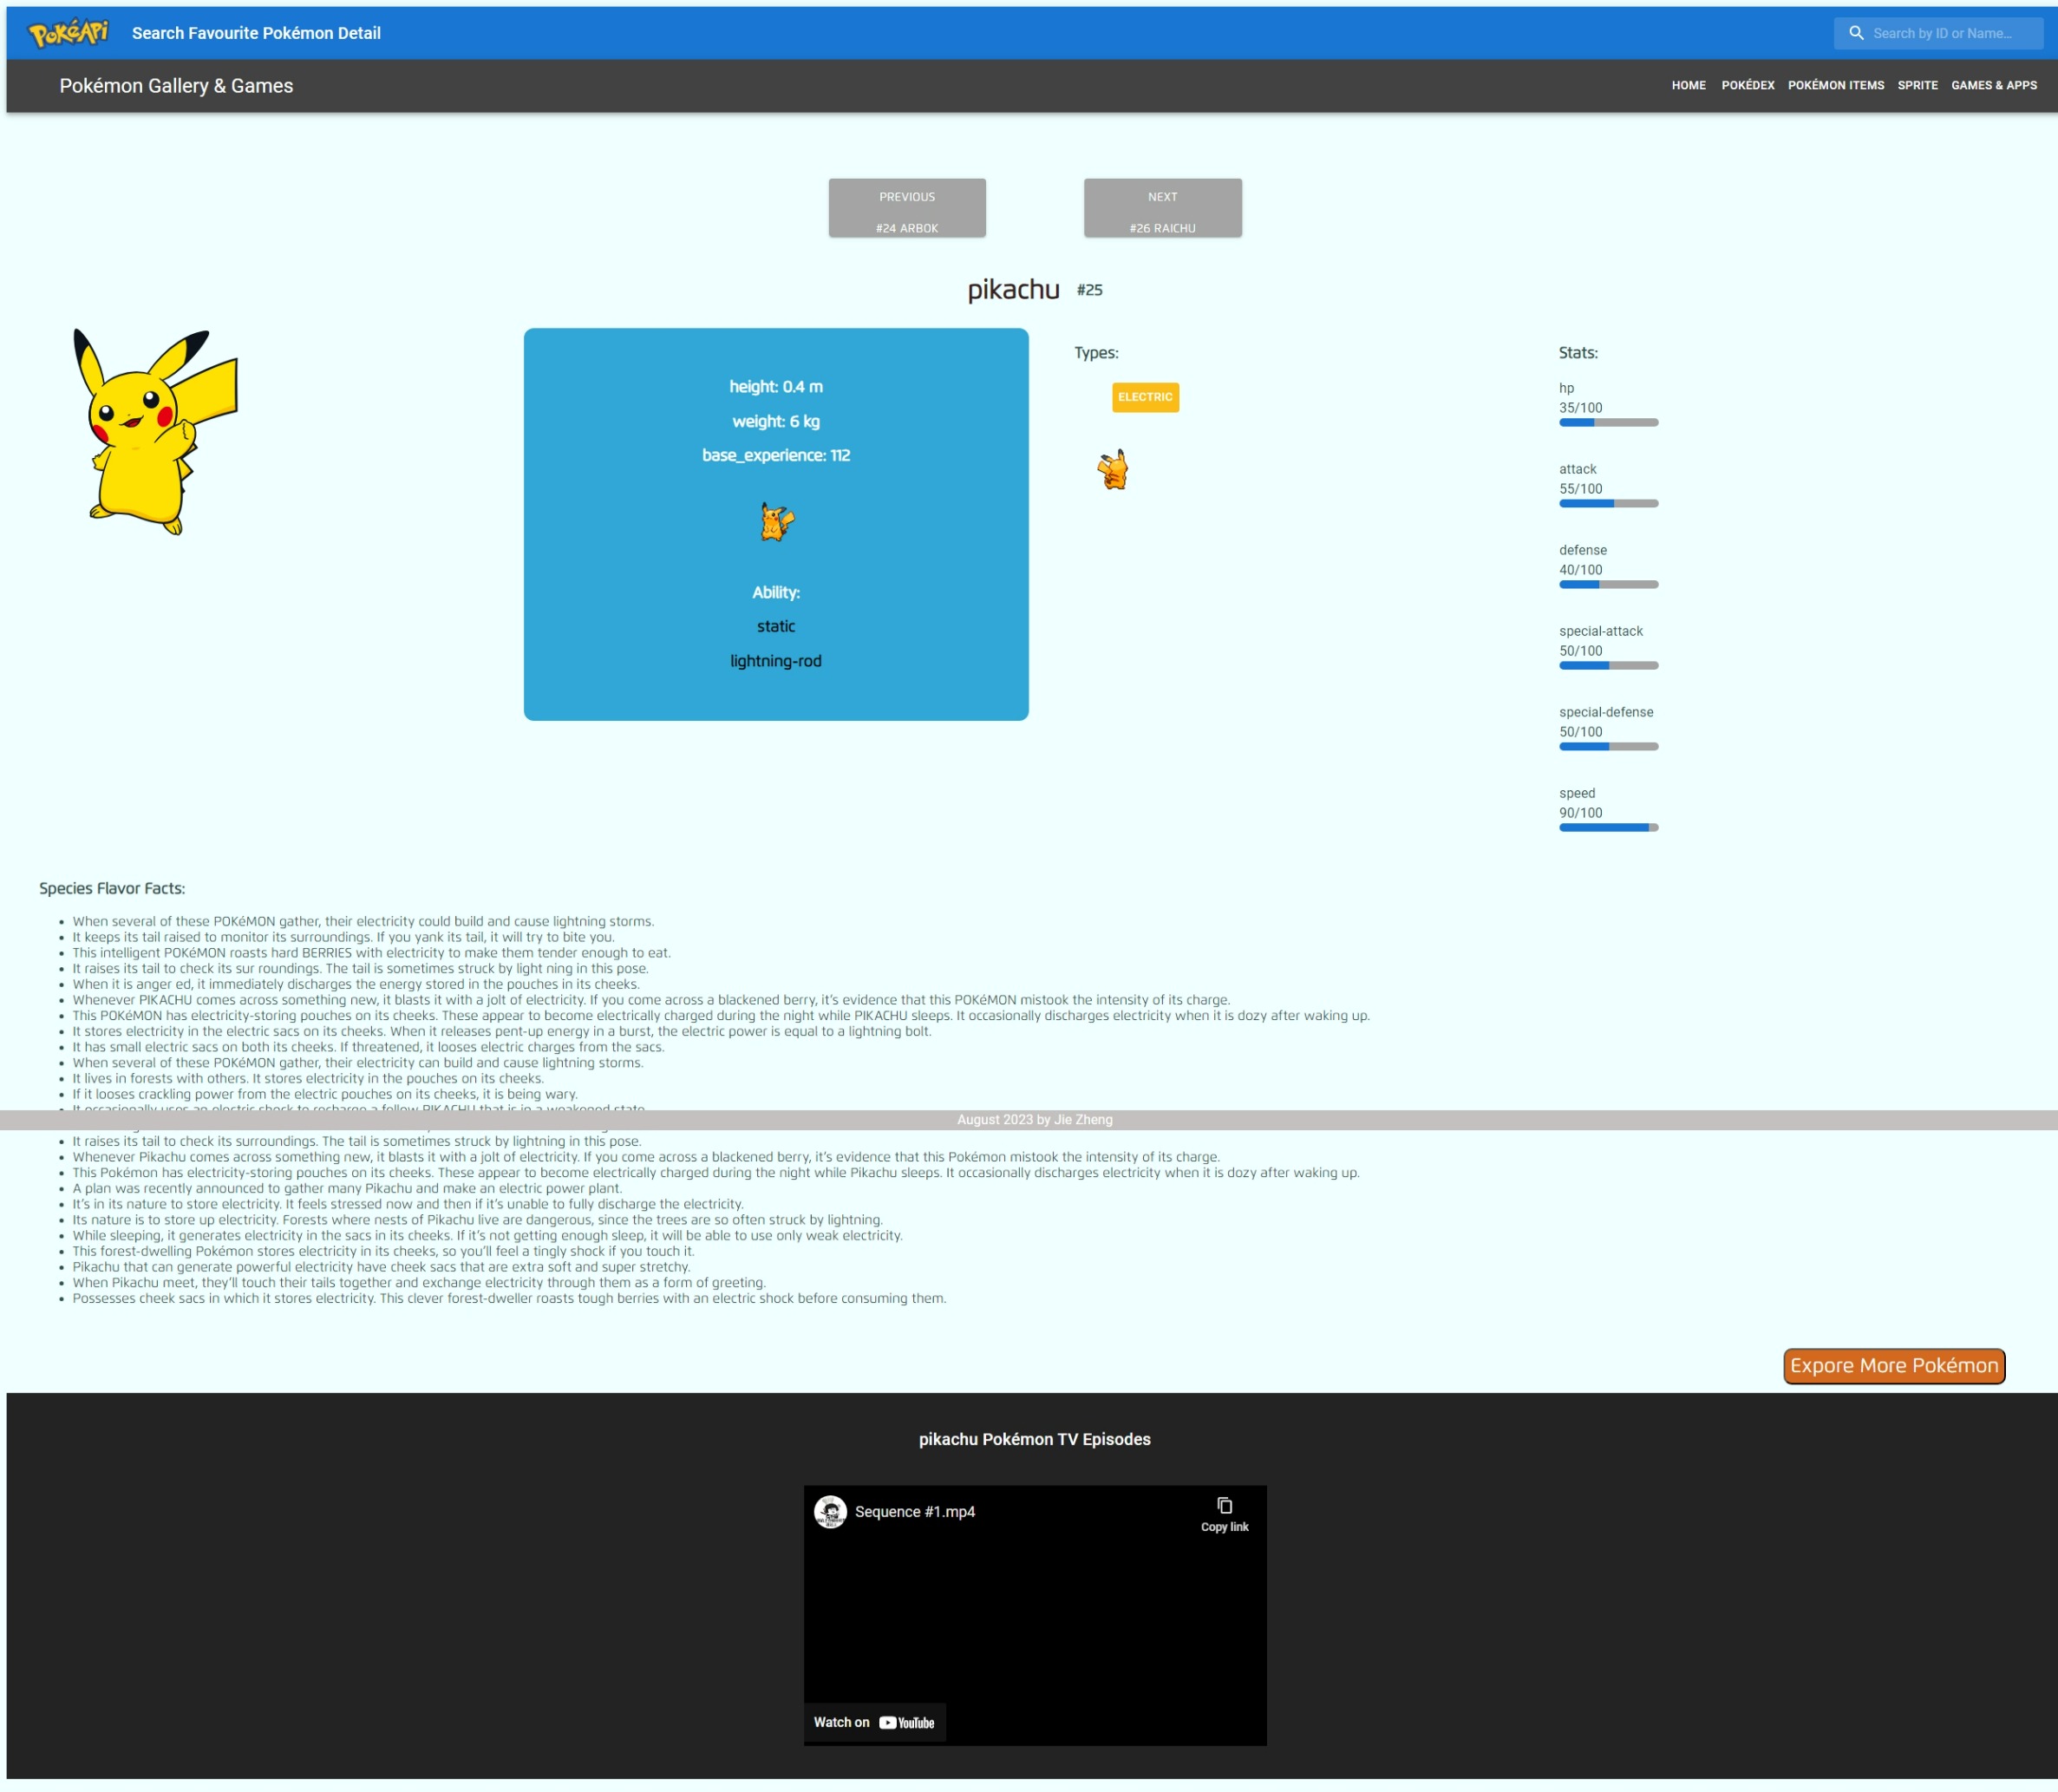 PokéAPI
Search Favourite Pokémon Detail
Search by ID or Name...
Pokémon Gallery & Games
HOME POKÉDEX POKÉMON ITEMS SPRITE GAMES & APPS
PREVIOUS
#24 ARBOK
NEXT
#26 RAICHU
pikachu #25
height: 0.4 m
weight: 6 kg
base_experience: 112
Ability:
static
lightning-rod
Types:
ELECTRIC
Stats:
hp
35/100
attack
55/100
defense
40/100
special-attack
50/100
special-defense
50/100
speed
90/100
Species Flavor Facts:
When several of these POKéMON gather, their electricity could build and cause lightning storms.
It keeps its tail raised to monitor its surroundings. If you yank its tail, it will try to bite you.
This intelligent POKéMON roasts hard BERRIES with electricity to make them tender enough to eat.
It raises its tail to check its sur roundings. The tail is sometimes struck by light ning in this pose.
When it is anger ed, it immediately discharges the energy stored in the pouches in its cheeks.
Whenever PIKACHU comes across something new, it blasts it with a jolt of electricity. If you come across a blackened berry, it's evidence that this POKéMON mistook the intensity of its charge.
This POKéMON has electricity-storing pouches on its cheeks. These appear to become electrically charged during the night while PIKACHU sleeps. It occasionally discharges electricity when it is dozy after waking up.
It stores electricity in the electric sacs on its cheeks. When it releases pent-up energy in a burst, the electric power is equal to a lightning bolt.
It has small electric sacs on both its cheeks. If threatened, it looses electric charges from the sacs.
When several of these POKéMON gather, their electricity can build and cause lightning storms.
It lives in forests with others. It stores electricity in the pouches on its cheeks.
If it looses crackling power from the electric pouches on its cheeks, it is being wary.
It occasionally uses an electric shock to recharge a fellow PIKACHU that is in a weakened state.
August 2023 by Jie Zheng
It raises its tail to check its surroundings. The tail is sometimes struck by lightning in this pose.
Whenever Pikachu comes across something new, it blasts it with a jolt of electricity. If you come across a blackened berry, it's evidence that this Pokémon mistook the intensity of its charge.
This Pokémon has electricity-storing pouches on its cheeks. These appear to become electrically charged during the night while Pikachu sleeps. It occasionally discharges electricity when it is dozy after waking up.
A plan was recently announced to gather many Pikachu and make an electric power plant.
It's in its nature to store electricity. It feels stressed now and then if it's unable to fully discharge the electricity.
Its nature is to store up electricity. Forests where nests of Pikachu live are dangerous, since the trees are so often struck by lightning.
While sleeping, it generates electricity in the sacs in its cheeks. If it's not getting enough sleep, it will be able to use only weak electricity.
This forest-dwelling Pokémon stores electricity in its cheeks, so you'll feel a tingly shock if you touch it.
Pikachu that can generate powerful electricity have cheek sacs that are extra soft and super stretchy.
When Pikachu meet, they'll touch their tails together and exchange electricity through them as a form of greeting.
Possesses cheek sacs in which it stores electricity. This clever forest-dweller roasts tough berries with an electric shock before consuming them.
Expore More Pokémon
pikachu Pokémon TV Episodes
Sequence #1.mp4
Copy link
Watch on YouTube